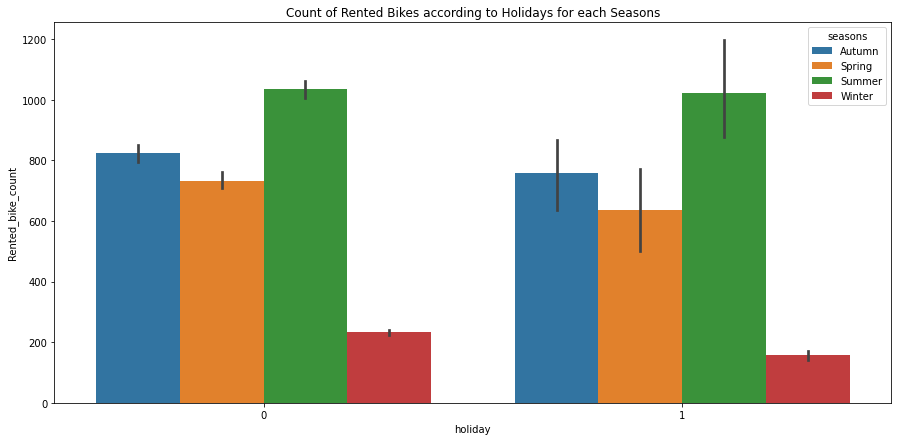 Count of Rented Bikes according to Holidays for each Seasons
seasons
Autumn
Spring
Summer
Winter
1200
1000
800
600
400
200
0
Rented_bike_count
0
1
holiday